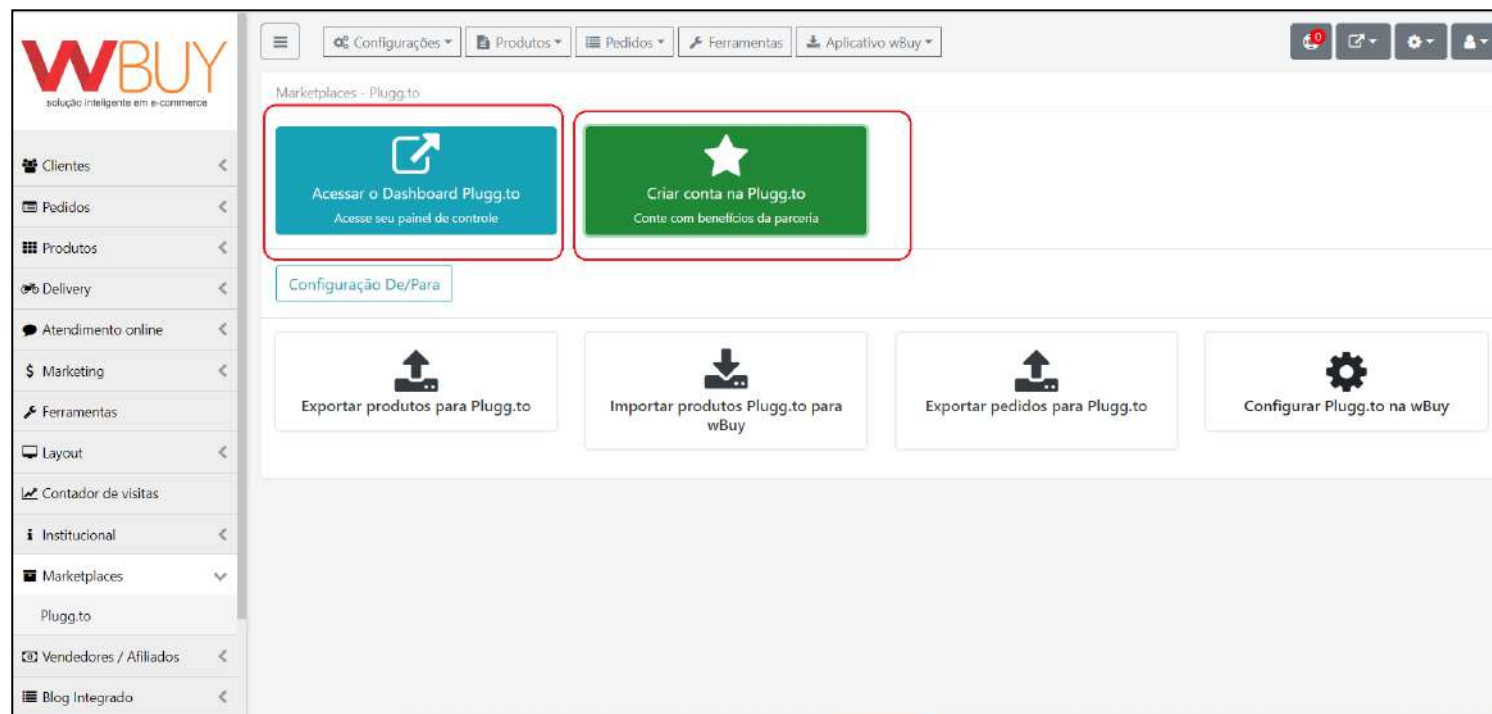 WBUY
solução inteligente em e-commerce
Configurações
Produtos
Pedidos
Ferramentas
Aplicativo wBuy
0
Marketplaces - Plugg.to
Acessar o Dashboard Plugg.to
Acesse seu painel de controle
Criar conta na Plugg.to
Conte com benefícios da parceria
Configuração De/Para
Exportar produtos para Plugg.to
Importar produtos Plugg.to para
wBuy
Exportar pedidos para Plugg.to
Configurar Plugg.to na wBuy
Clientes
Pedidos
Produtos
Delivery
Atendimento online
Marketing
Ferramentas
Layout
Contador de visitas
Institucional
Marketplaces
Plugg.to
Vendedores / Afiliados
Blog Integrado